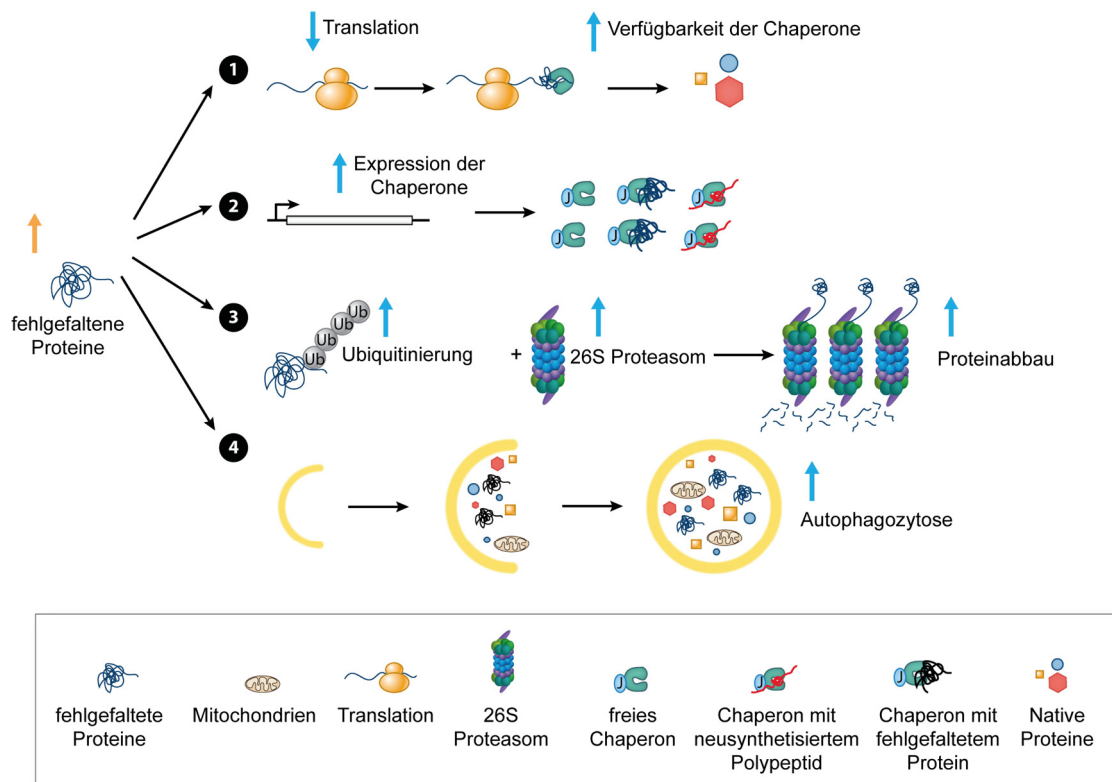 Translation
Verfügbarkeit der Chaperone
1
Expression der
Chaperone
2
J
J
J
J
J
J
fehlgefaltene
Proteine
3
Ub
Ub
Ub
Ub
Ubiquitinierung
+
26S Proteasom
Proteinabbau
4
Autophagozytose
J
J
J
fehlgefaltete
Proteine
Mitochondrien
Translation
26S
Proteasom
freies
Chaperon
Chaperon mit
neusynthetisiertem
Polypeptid
Chaperon mit
fehlgefaltetem
Protein
Native
Proteine